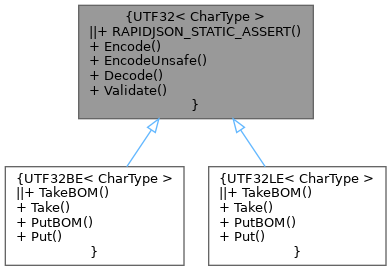 {UTF32< CharType >
||+ RAPIDJSON_STATIC_ASSERT()
+ Encode()
+ EncodeUnsafe()
+ Decode()
+ Validate()
}
{UTF32BE< CharType >
||+ TakeBOM()
+ Take()
+ PutBOM()
+ Put()
}
{UTF32LE< CharType >
||+ TakeBOM()
+ Take()
+ PutBOM()
+ Put()
}